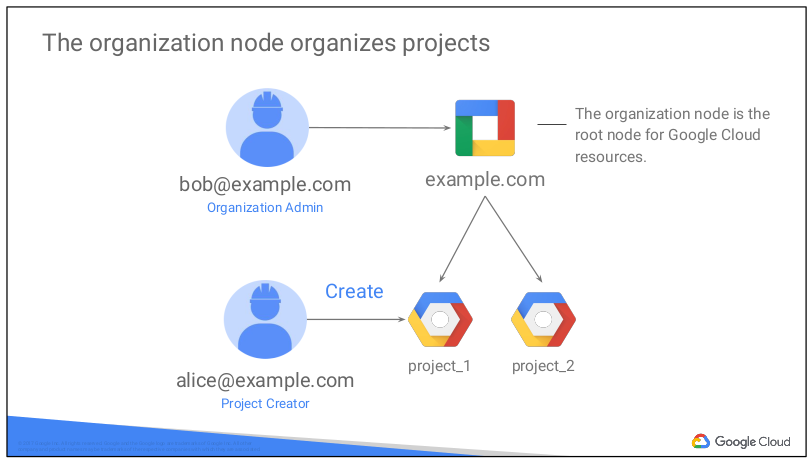 The organization node organizes projects
The organization node is the
root node for Google Cloud
resources.
bob@example.com
Organization Admin
example.com
Create
alice@example.com
Project Creator
project_1
project_2
Google Cloud